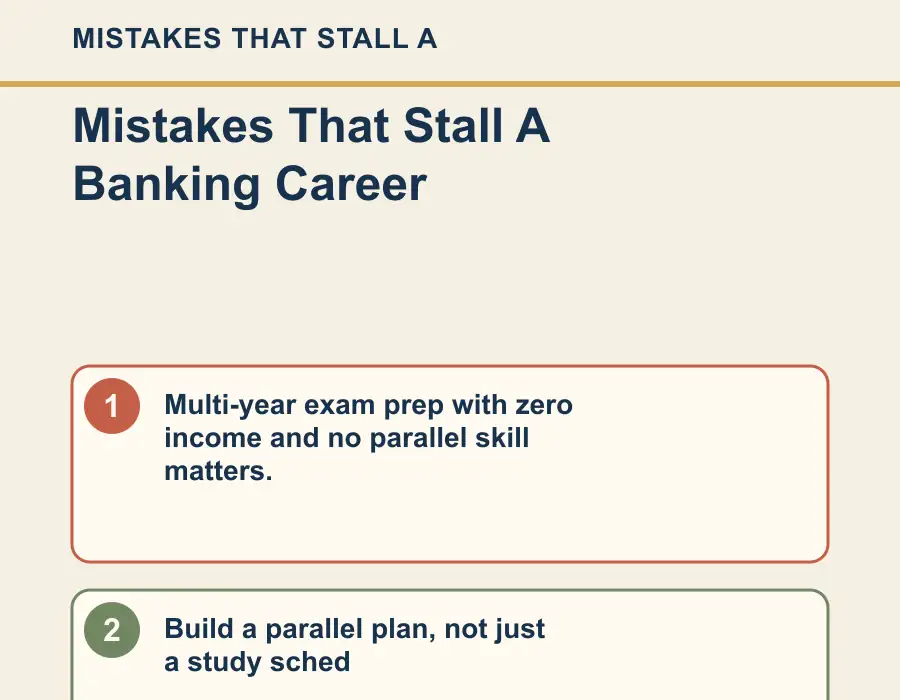 MISTAKES THAT STALL A
Mistakes That Stall A
Banking Career
1
Multi-year exam prep with zero
income and no parallel skill
matters.
2
Build a parallel plan, not just
a study sched